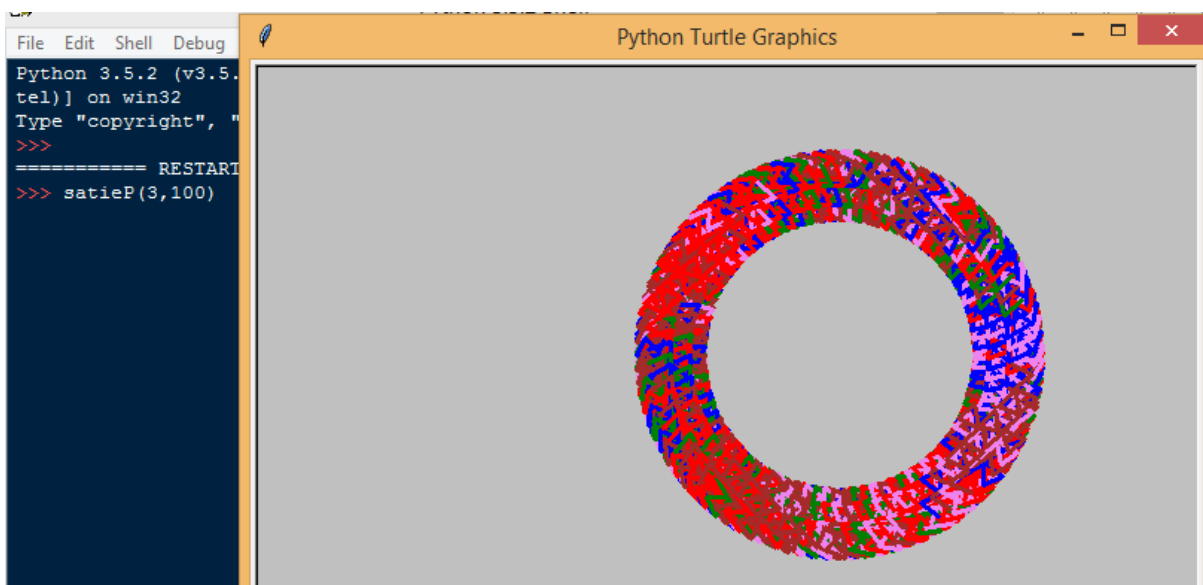 Python Turtle Graphics
File Edit Shell Debug
Python 3.5.2 (v3.5.
tel)] on win32
Type "copyright", "
>>>
=========== RESTART
>>> satieP(3,100)